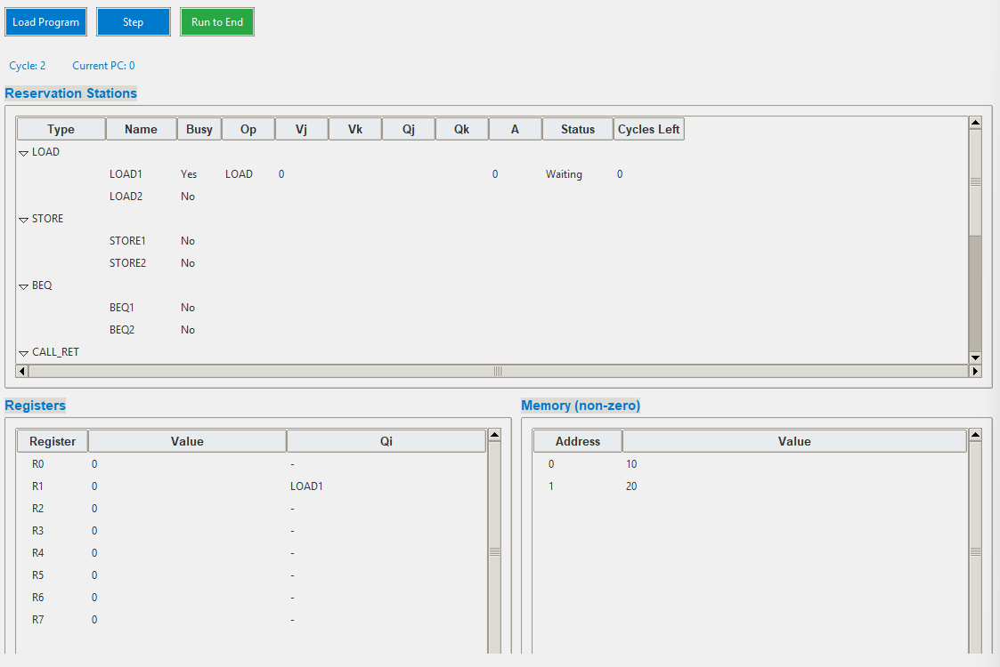 Load Program Step Run to End
Cycle: 2 Current PC: 0
Reservation Stations
Type Name Busy Op Vj Vk Qj Qk A Status Cycles Left
LOAD
LOAD1 Yes LOAD 0 0 Waiting 0
LOAD2 No
STORE
STORE1 No
STORE2 No
BEQ
BEQ1 No
BEQ2 No
CALL_RET
Registers Memory (non-zero)
Register Value Qi Address Value
R0 0 - 0 10
R1 0 LOAD1 1 20
R2 0 -
R3 0 -
R4 0 -
R5 0 -
R6 0 -
R7 0 -